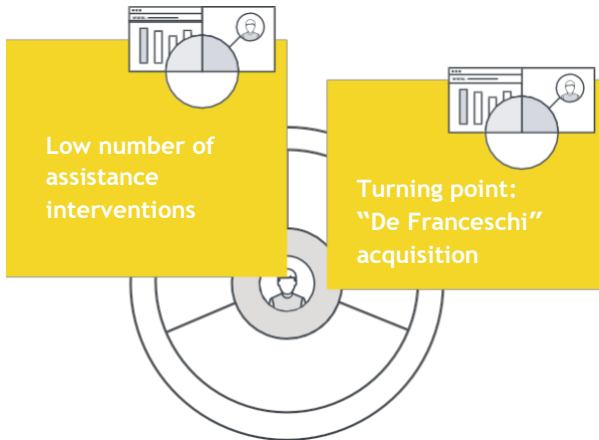 Low number of
assistance
interventions
Turning point:
“De Franceschi”
acquisition